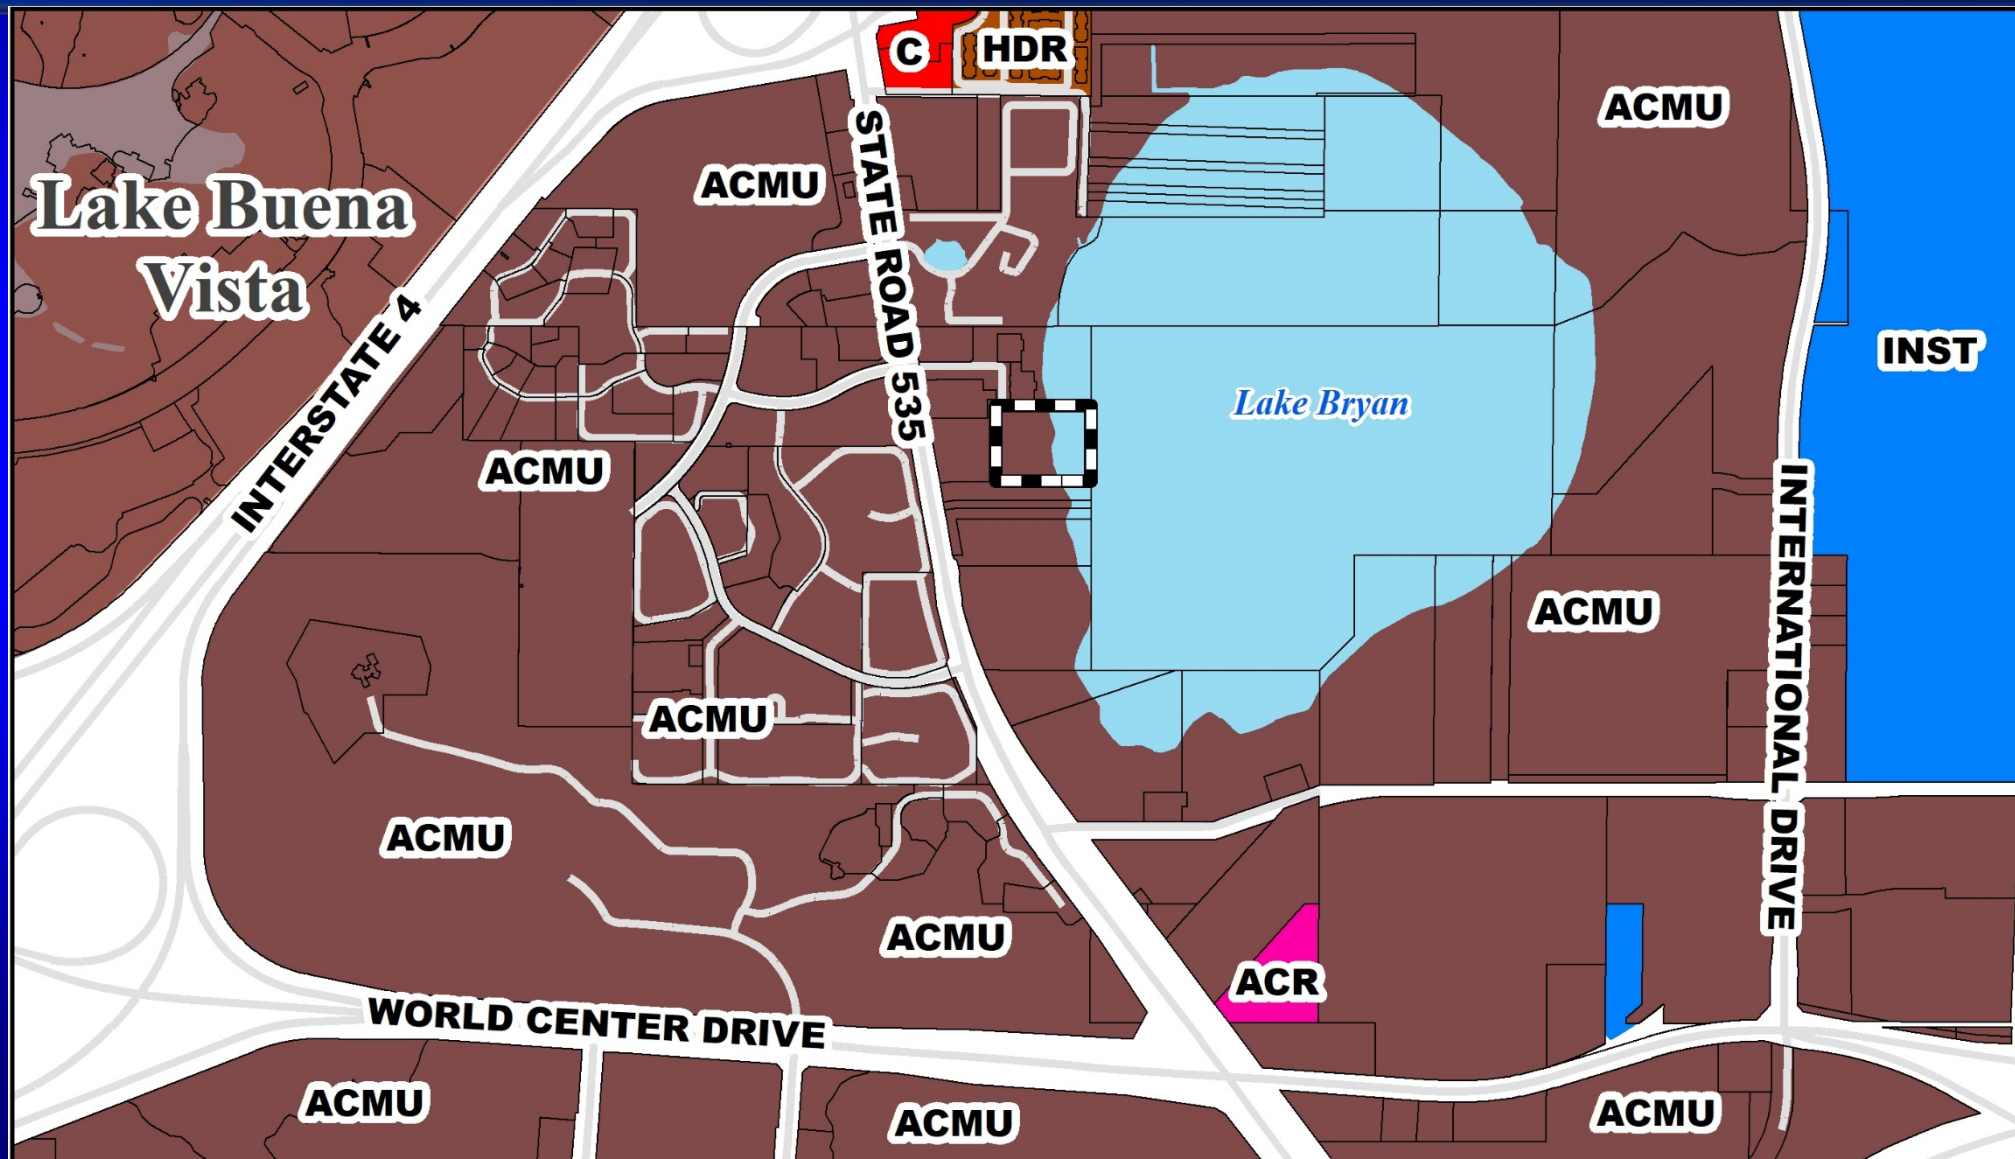 C
HDR
ACMU
STATE ROAD 535
ACMU
Lake Buena
Vista
INTERSTATE 4
INST
Lake Bryan
ACMU
INTERNATIONAL DRIVE
ACMU
ACMU
ACMU
ACMU
ACR
WORLD CENTER DRIVE
ACMU
ACMU
ACMU